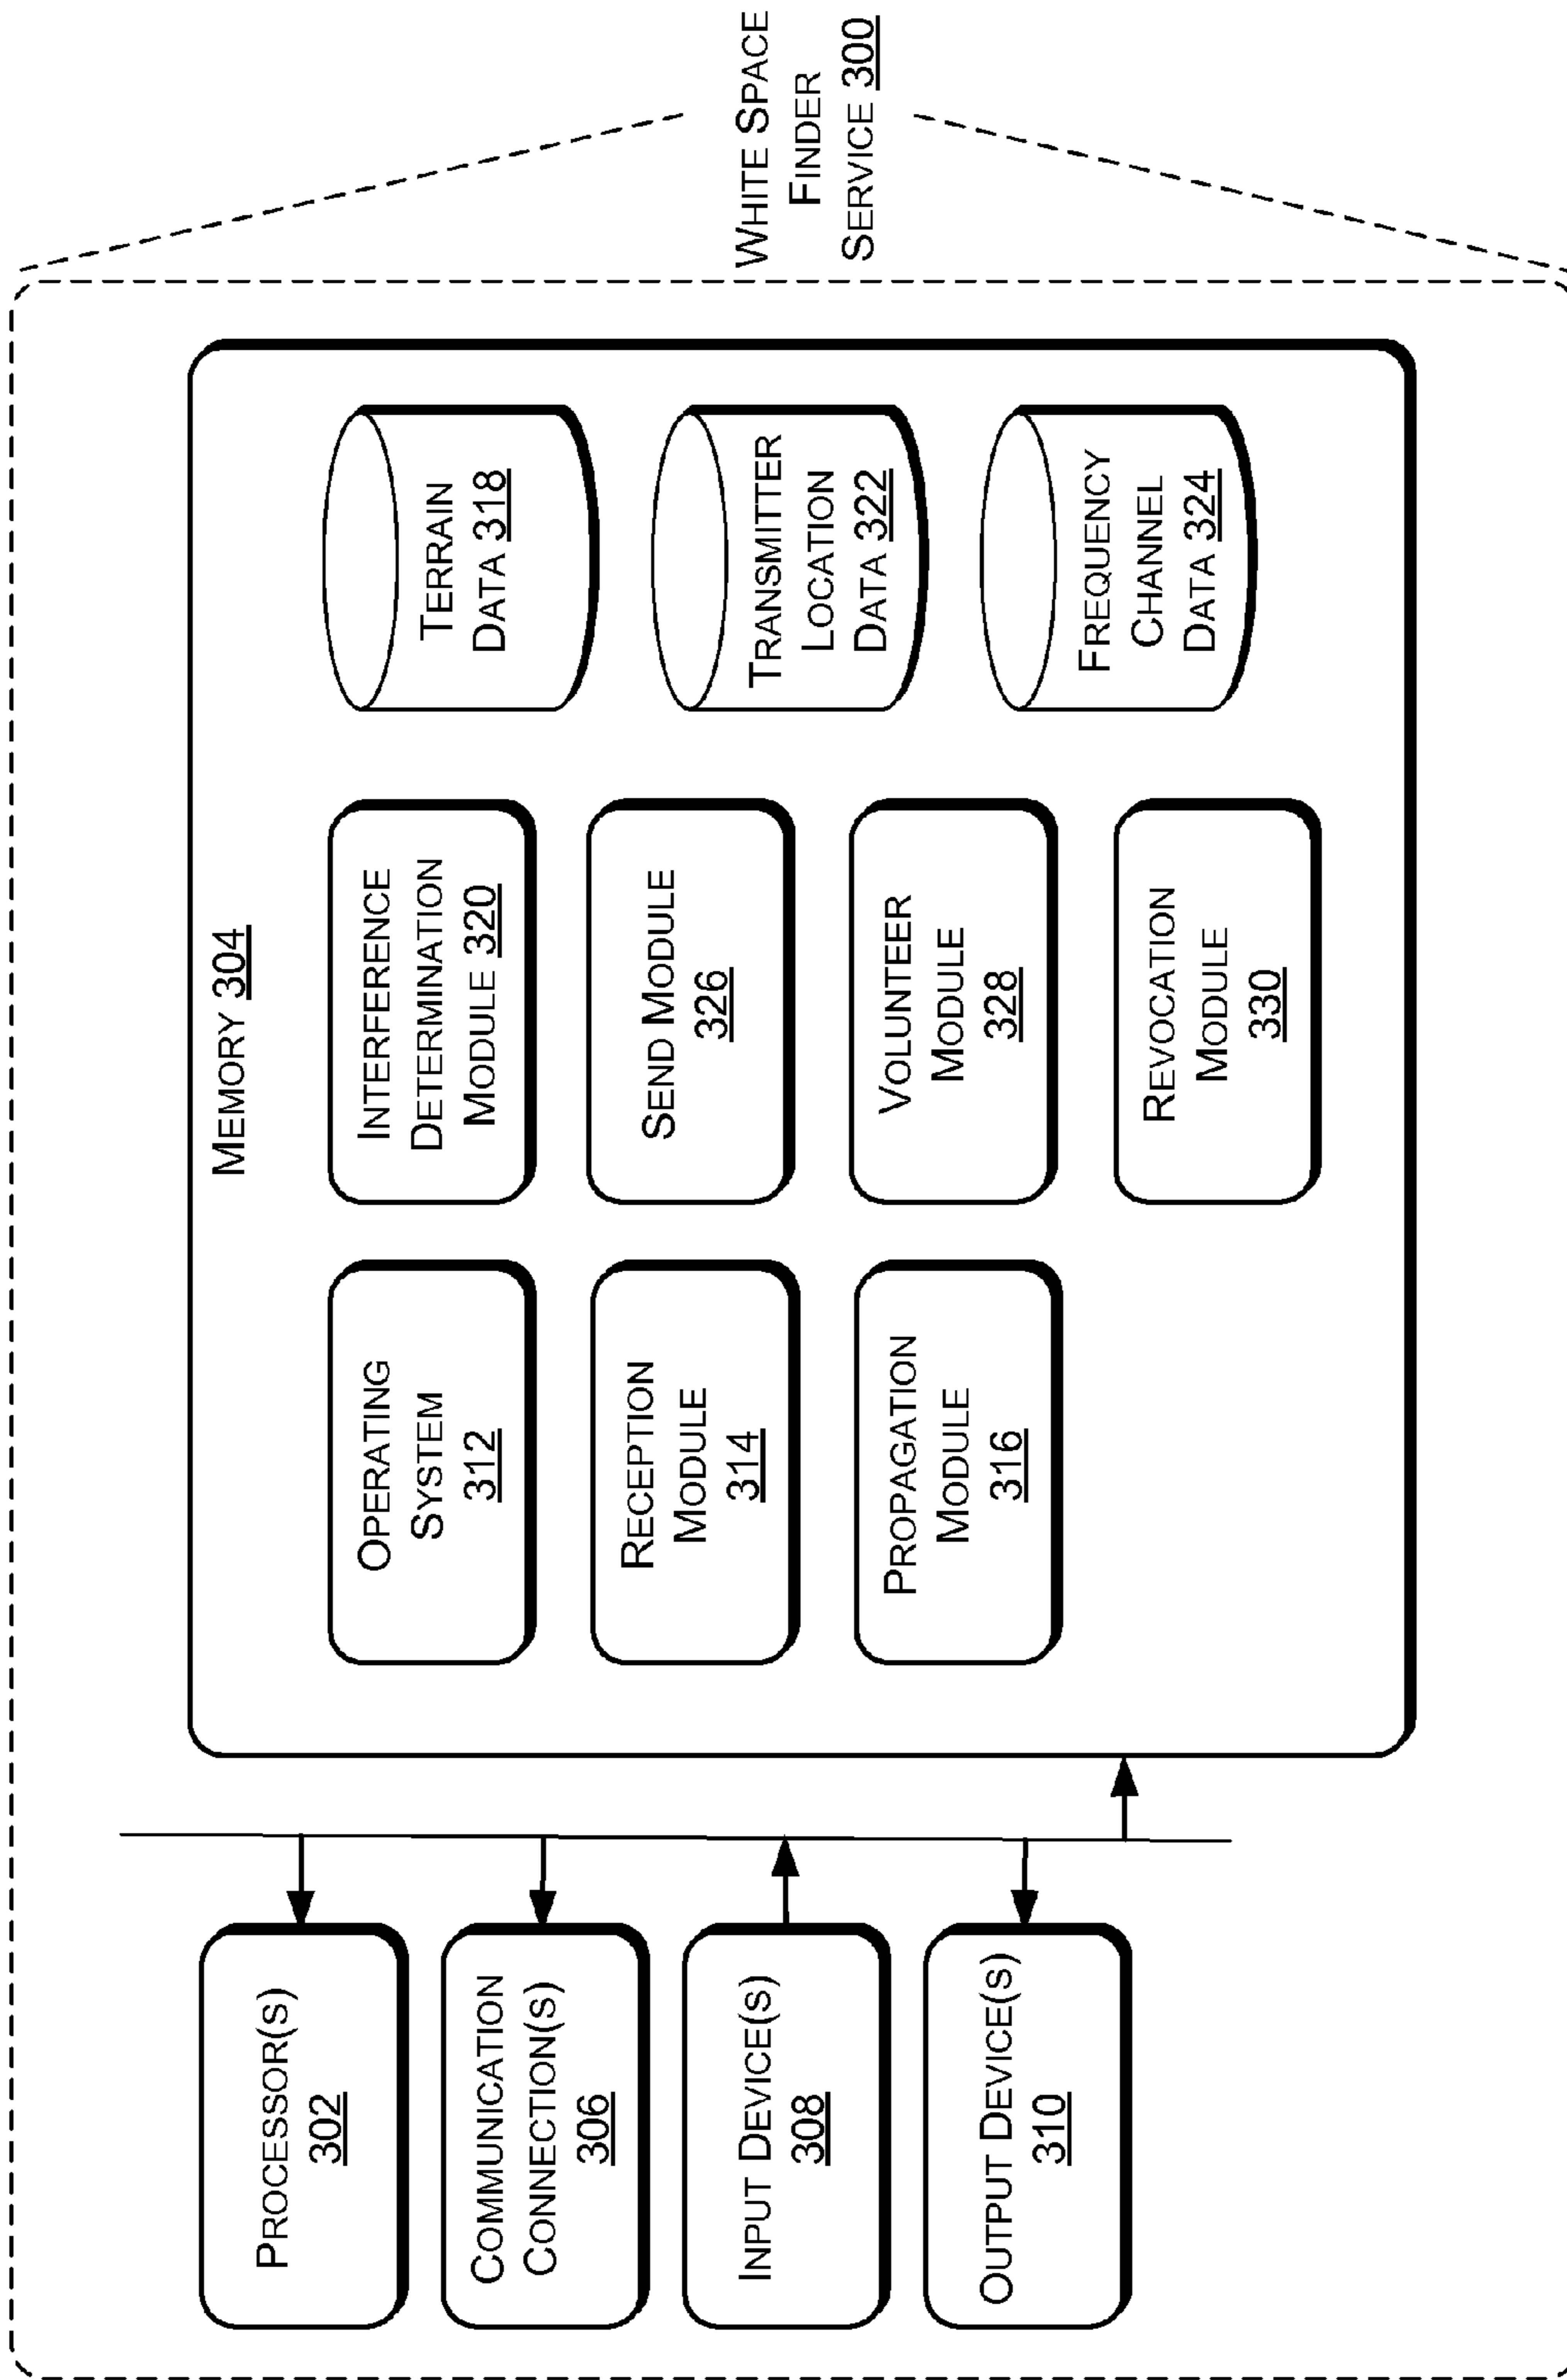 WHITE SPACE
FINDER
SERVICE 300
MEMORY 304
PROCESSOR(S)
302
COMMUNICATION
CONNECTION(S)
306
INPUT DEVICE(S)
308
OUTPUT DEVICE(S)
310
OPERATING
SYSTEM
312
RECEPTION
MODULE
314
PROPAGATION
MODULE
316
INTERFERENCE
DETERMINATION
MODULE 320
SEND MODULE
326
VOLUNTEER
MODULE
328
REVOCATION
MODULE
330
TERRAIN
DATA 318
TRANSMITTER
LOCATION
DATA 322
FREQUENCY
CHANNEL
DATA 324